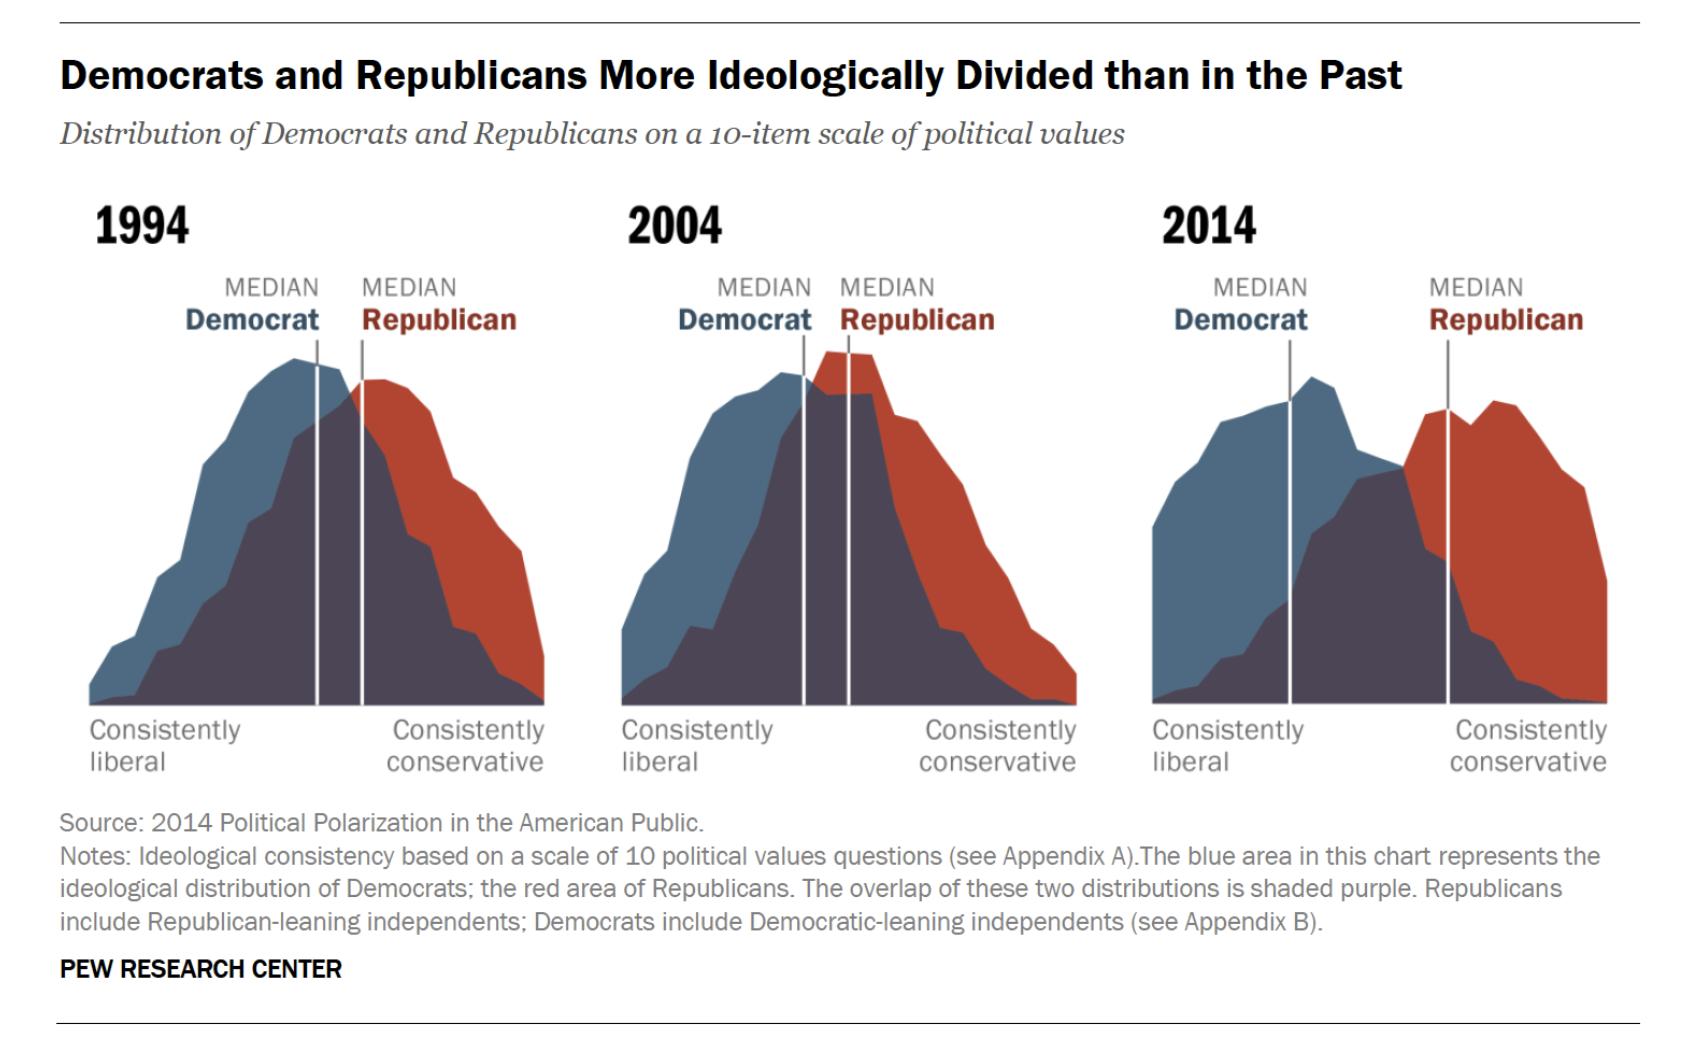 Democrats and Republicans More Ideologically Divided than in the Past
Distribution of Democrats and Republicans on a 10-item scale of political values
1994
MEDIAN
Democrat
MEDIAN
Republican
Consistently
liberal
Consistently
conservative
2004
MEDIAN
Democrat
MEDIAN
Republican
Consistently
liberal
Consistently
conservative
2014
MEDIAN
Democrat
MEDIAN
Republican
Consistently
liberal
Consistently
conservative
Source: 2014 Political Polarization in the American Public.
Notes: Ideological consistency based on a scale of 10 political values questions (see Appendix A).The blue area in this chart represents the
ideological distribution of Democrats; the red area of Republicans. The overlap of these two distributions is shaded purple. Republicans
include Republican-leaning independents; Democrats include Democratic-leaning independents (see Appendix B).
PEW RESEARCH CENTER